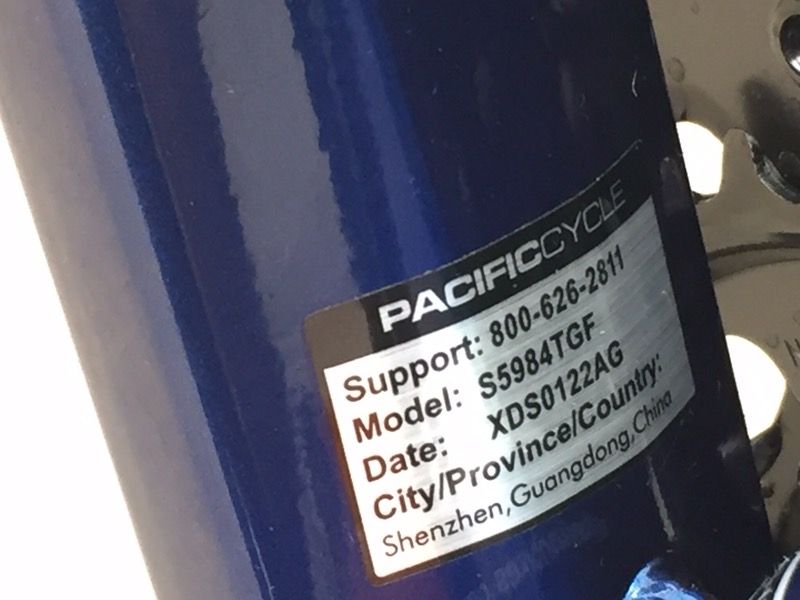 PACIFICCYCLE
Support: 800-626-2811
Model: S5984TGF
Date: XDS0122AG
City/Province/Country:
Shenzhen,Guangdong,China